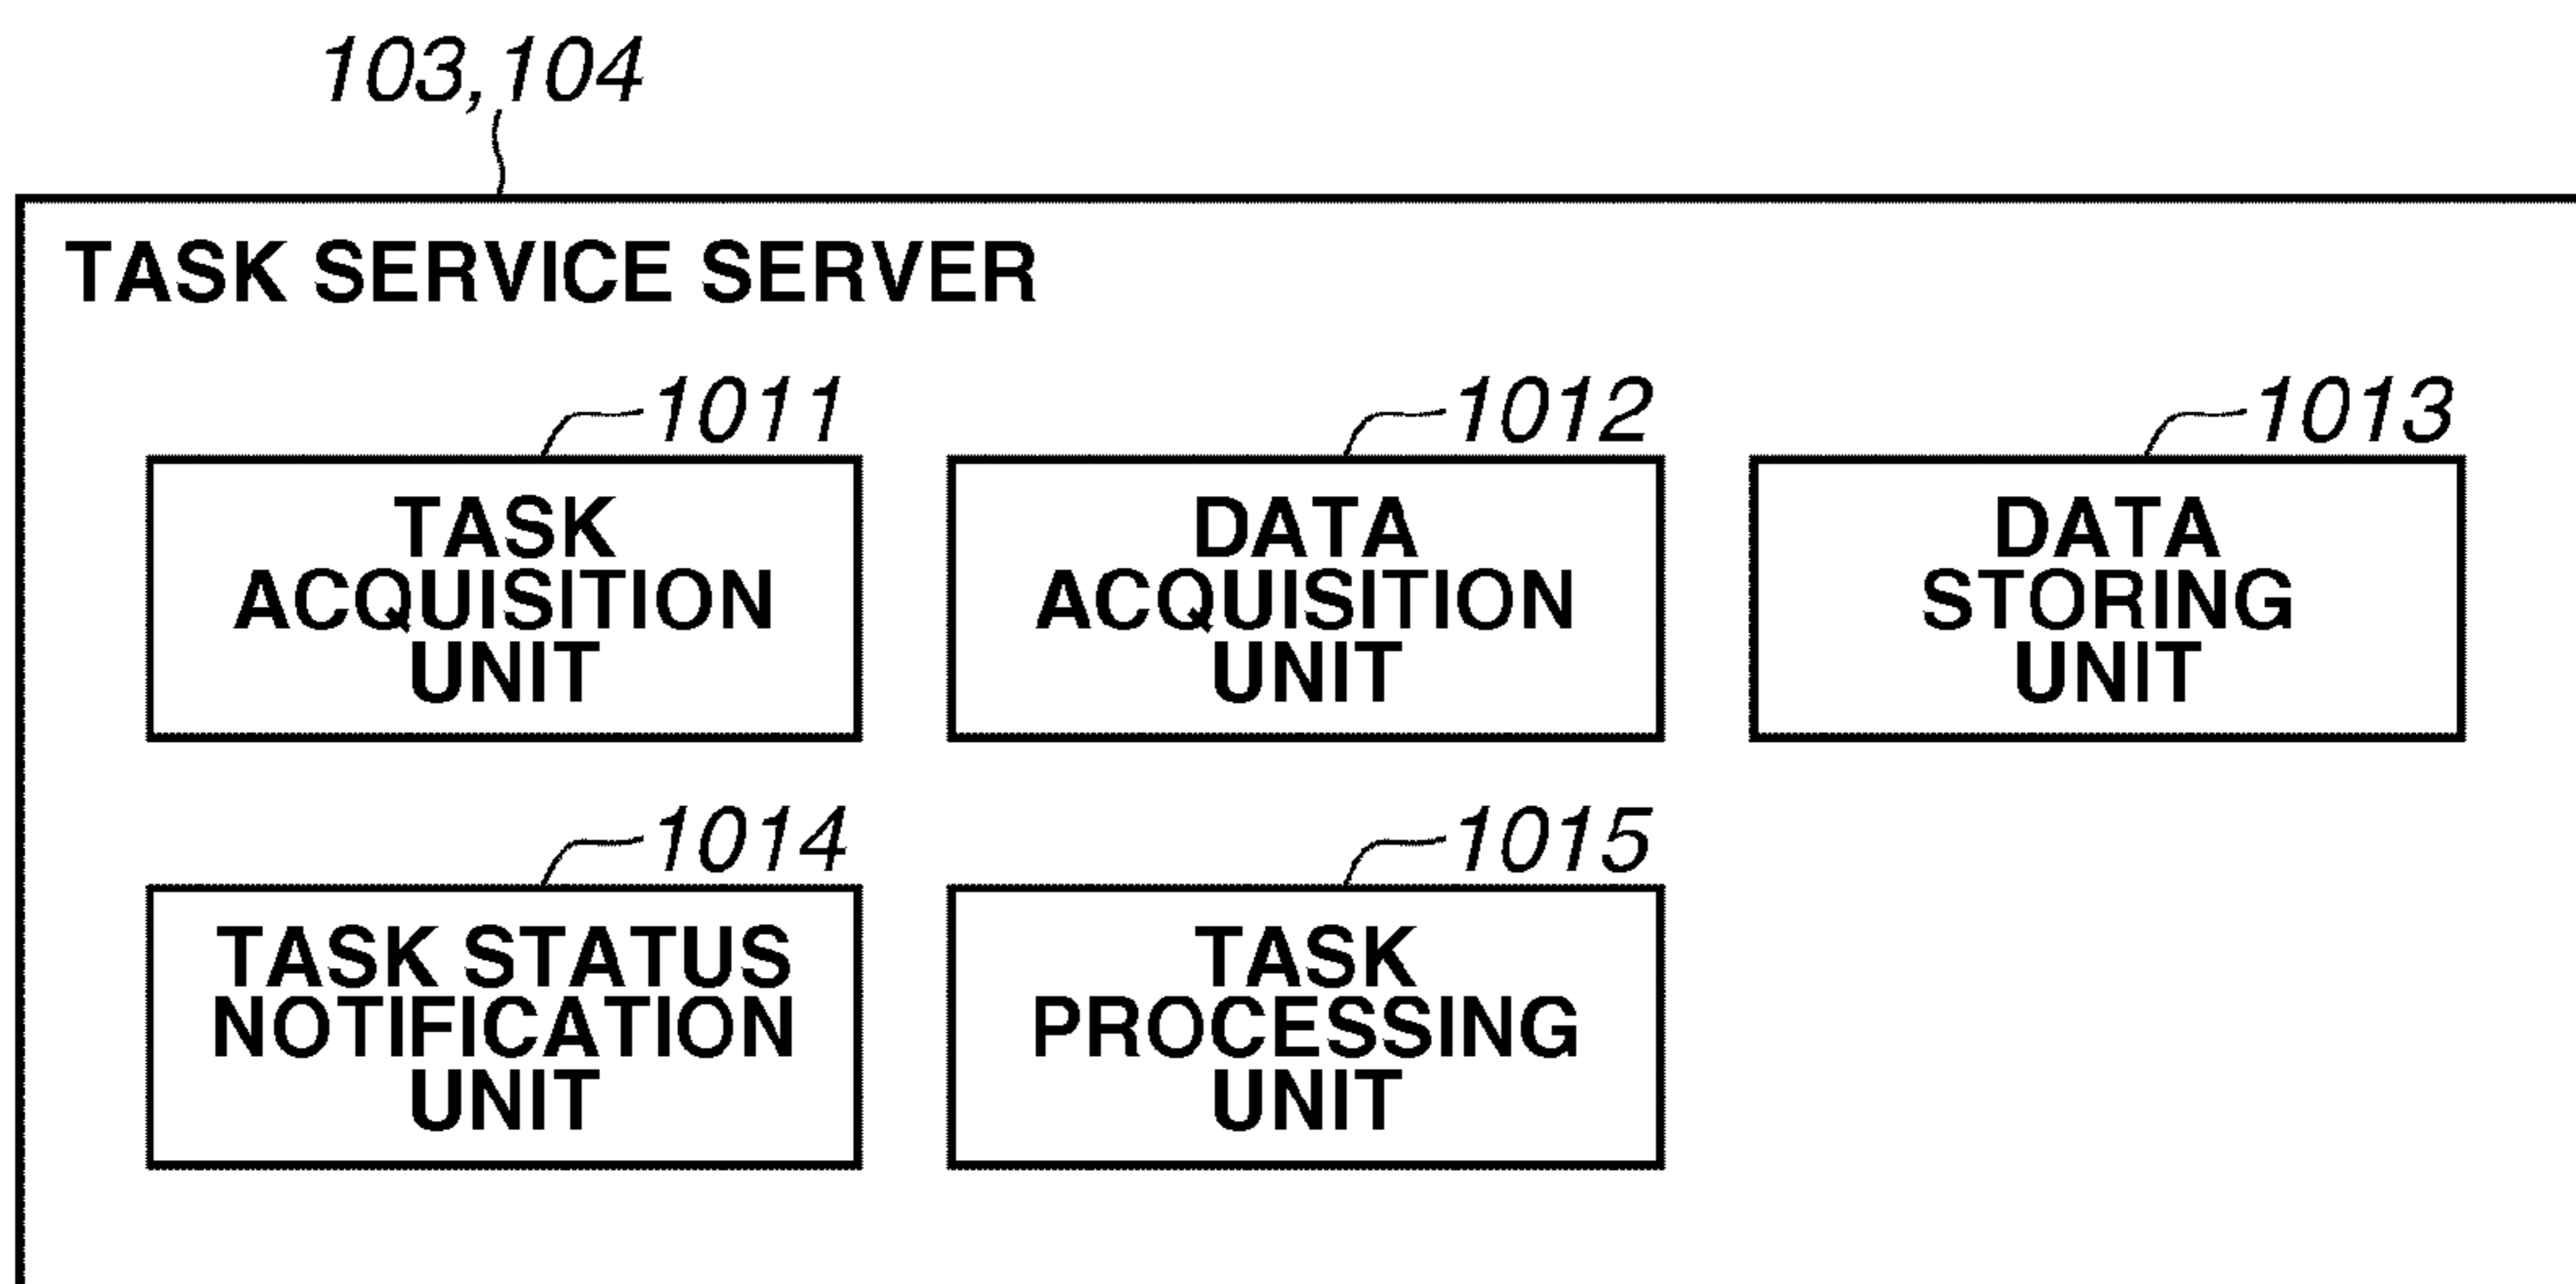 103,104
TASK SERVICE SERVER
1011
TASK
ACQUISITION
UNIT
1012
DATA
ACQUISITION
UNIT
1013
DATA
STORING
UNIT
1014
TASK STATUS
NOTIFICATION
UNIT
1015
TASK
PROCESSING
UNIT